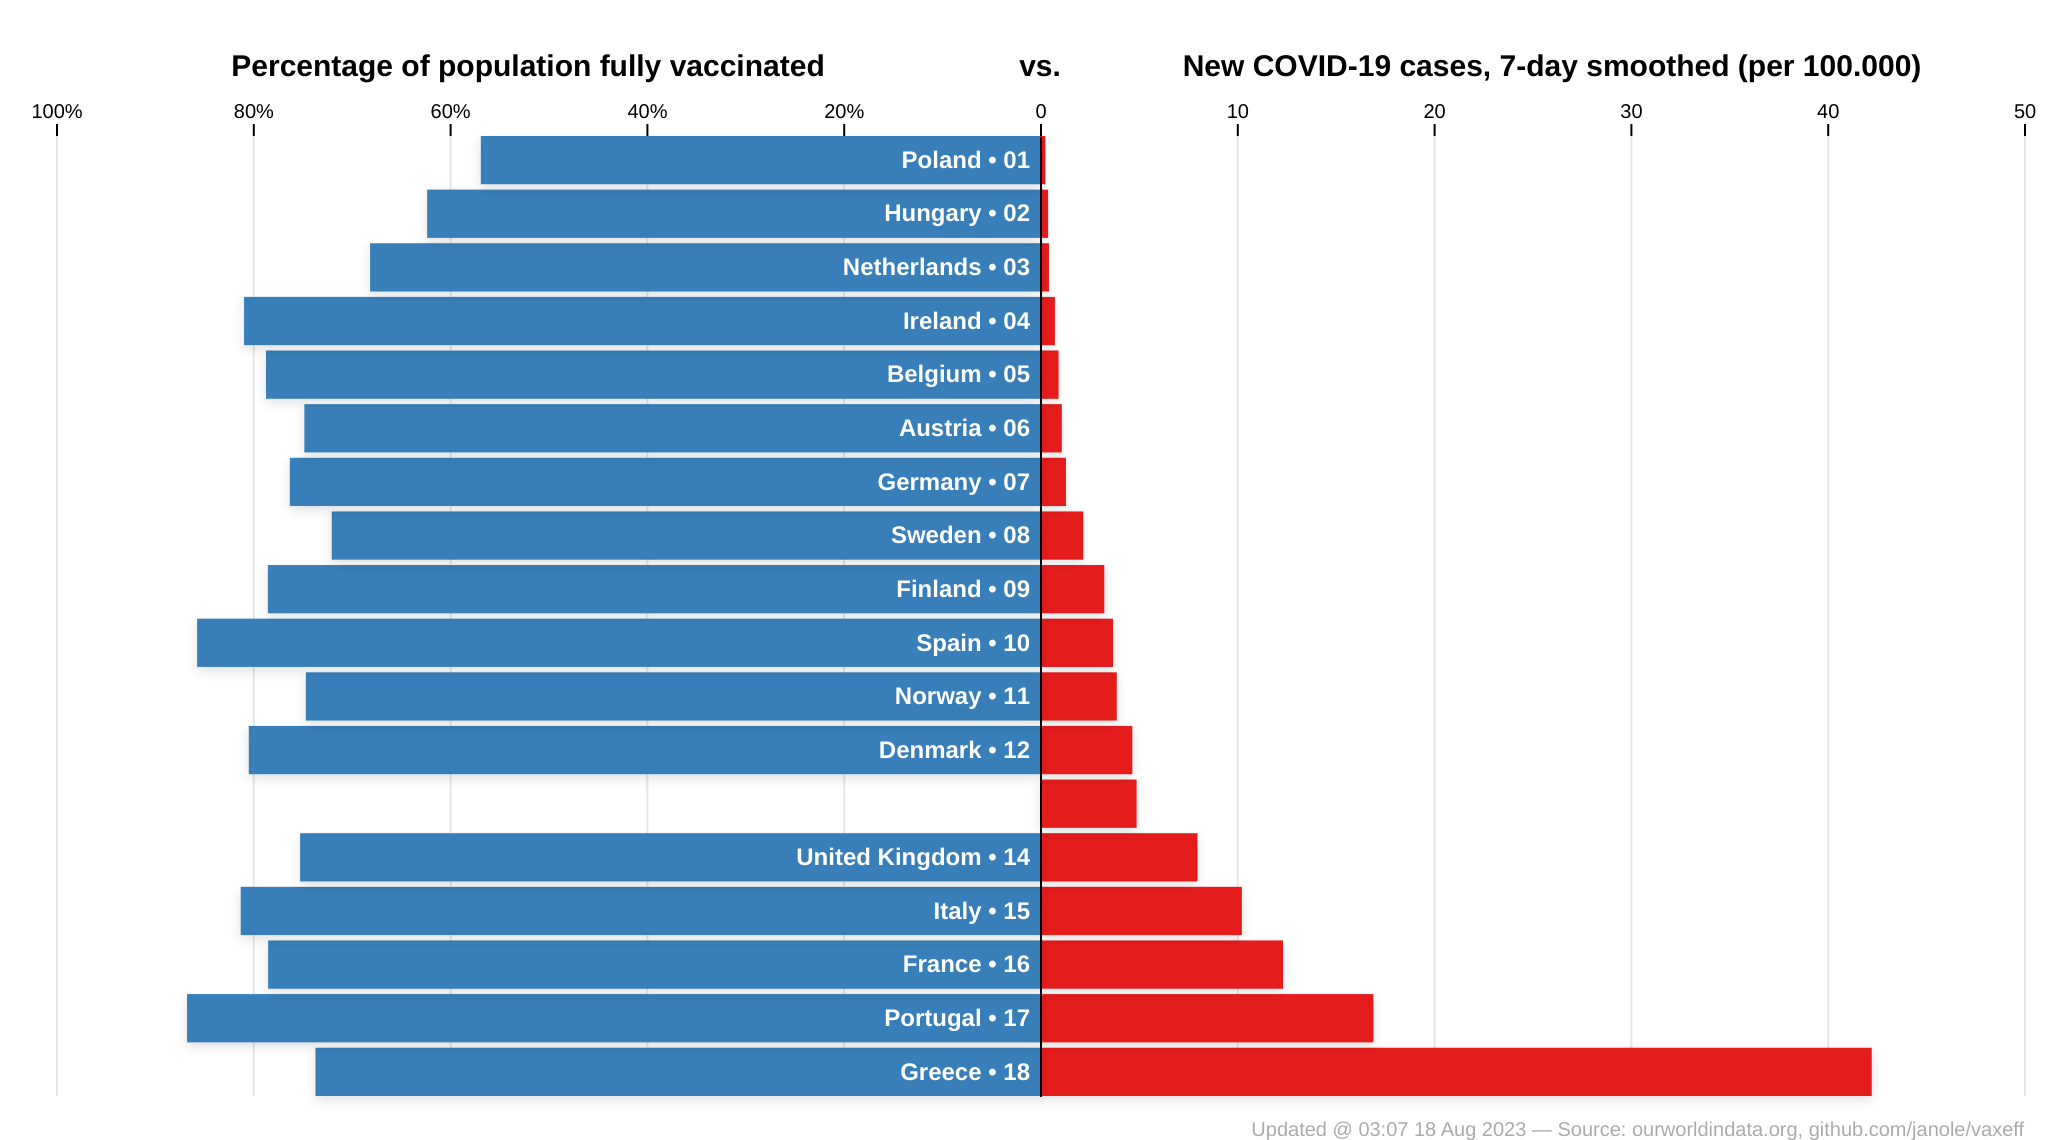 Percentage of population fully vaccinated vs. New COVID-19 cases, 7-day smoothed (per 100.000)
100% 80% 60% 40% 20% 0 10 20 30 40 50
Poland • 01
Hungary • 02
Netherlands • 03
Ireland • 04
Belgium • 05
Austria • 06
Germany • 07
Sweden • 08
Finland • 09
Spain • 10
Norway • 11
Denmark • 12
United Kingdom • 14
Italy • 15
France • 16
Portugal • 17
Greece • 18
Updated @ 03:07 18 Aug 2023 — Source: ourworldindata.org, github.com/janole/vaxeff